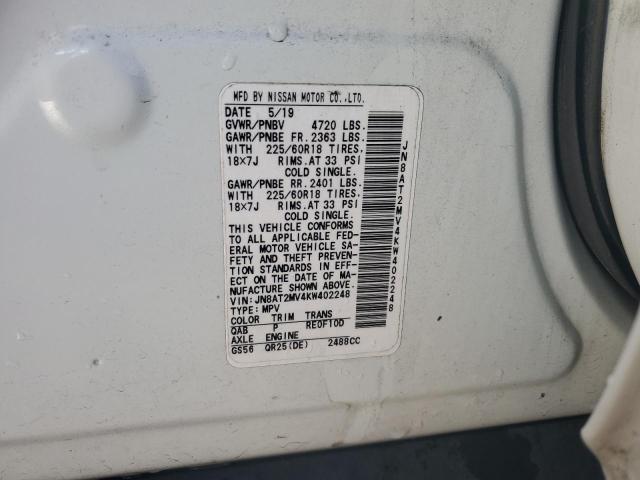 MFD BY NISSAN MOTOR CO.,LTD.
DATE 5/19
GVWR/PNBV 4720 LBS.
GAWR/PNBE FR. 2363 LBS.
WITH 225/60R18 TIRES.
18×7J RIMS. AT 33 PSI
COLD SINGLE.
GAWR/PNBE RR. 2401 LBS.
WITH 225/60R18 TIRES.
18×7J RIMS. AT 33 PSI
COLD SINGLE.
THIS VEHICLE CONFORMS
TO ALL APPLICABLE FED-
ERAL MOTOR VEHICLE SA-
FETY AND THEFT PREVEN-
TION STANDARDS IN EFF-
ECT ON THE DATE OF MA-
NUFACTURE SHOWN ABOVE.
VIN: JN8AT2MV4KW402248
TYPE: MPV
COLOR TRIM TRANS
QAB P RE0F10D
AXLE ENGINE
GS56 QR25(DE) 2488CC
JN8AT2MV4KW402248